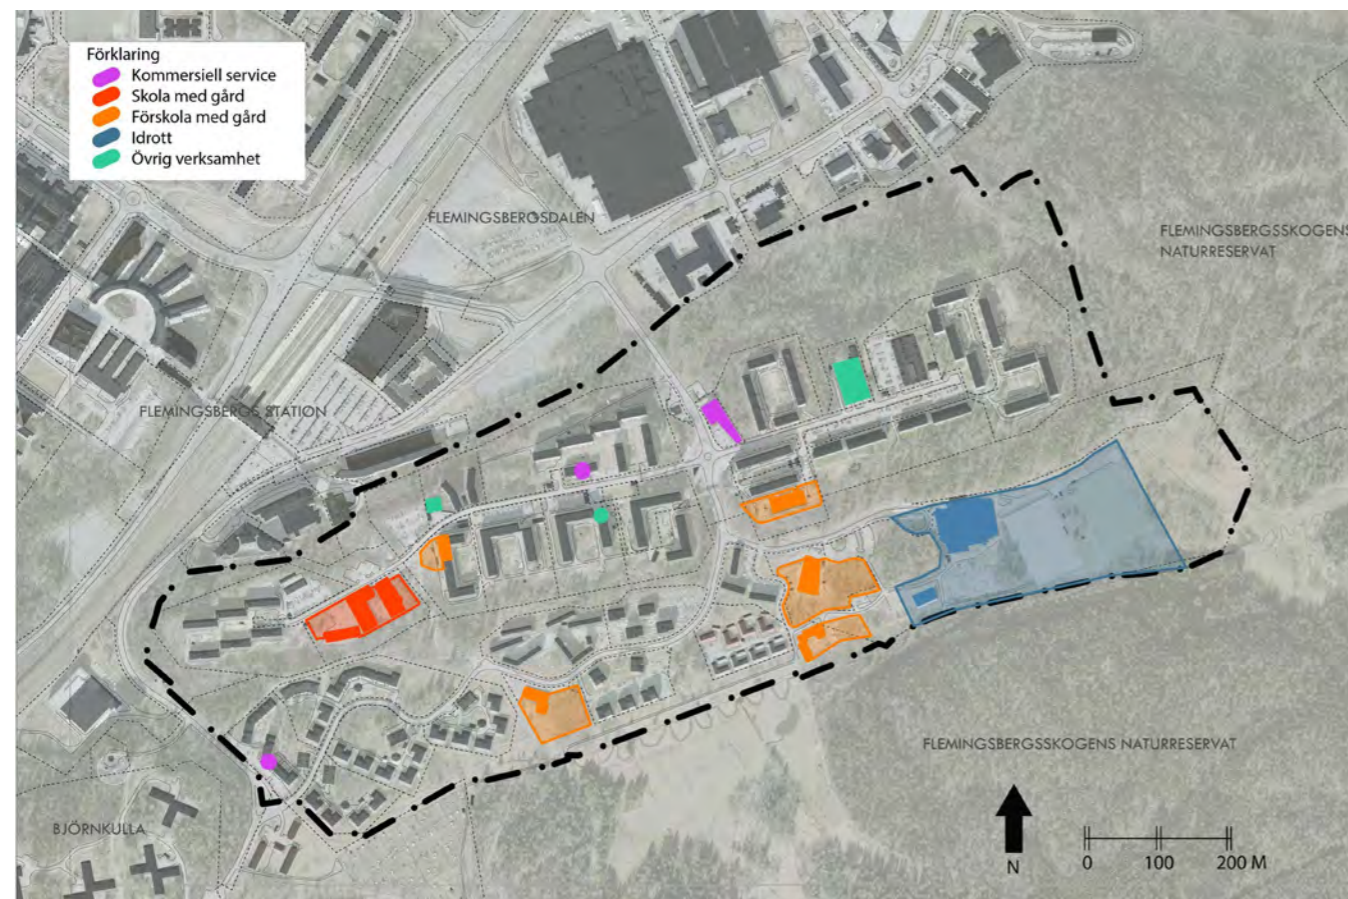 Förklaring
Kommersiell service
Skola med gård
Förskola med gård
Idrott
Övrig verksamhet
FLEMINGSBERGSDALEN
FLEMINGSBERGSSKOGENS
NATURRESERVAT
FLEMINGSBERGS STATION
FLEMINGSBERGSSKOGENS NATURRESERVAT
BJÖRNKULLA
N
0 100 200 M